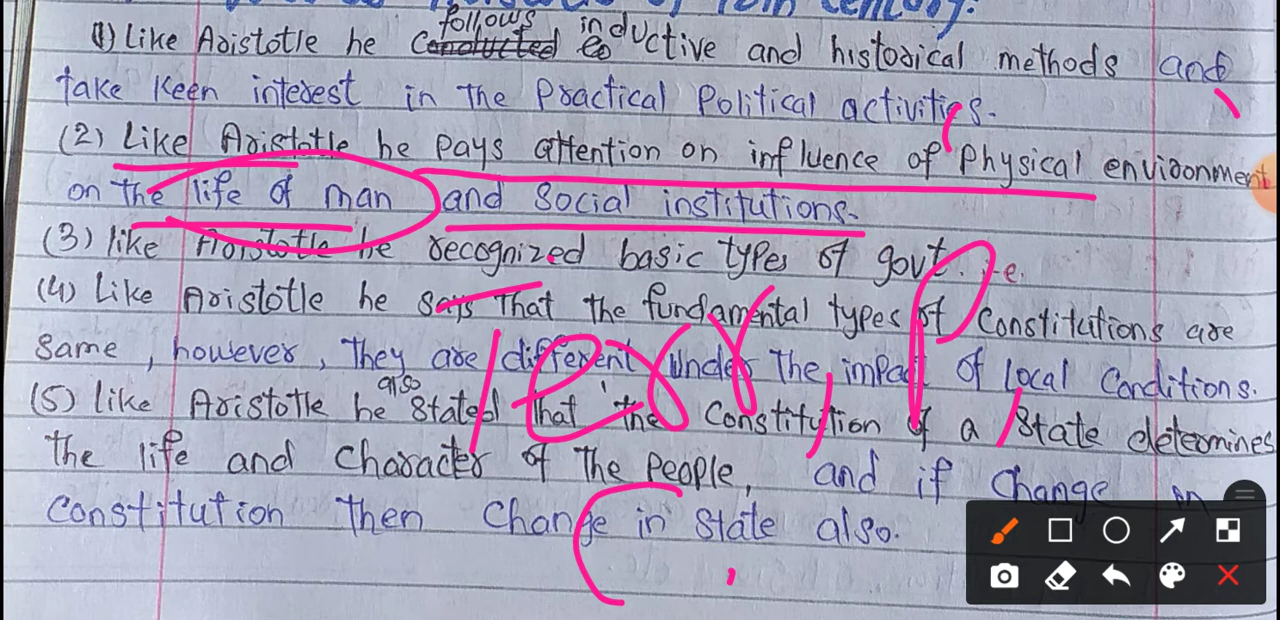 of 18th Century:
(1) Like Aristotle he follows inductive and historical methods and
take Keen interest in the Practical Political activities.
(2) Like Aristotle he pays attention on influence of Physical environment
on the life of man and Social institutions.
(3) like Aristotle he recognized basic types of govt. i.e.
(4) Like Aristotle he says that the fundamental types of Constitutions are
Same, however, They are different Under The impact of local Conditions.
(5) like Aristotle he also Stated that the Constitution of a State determines
The life and Character of The People, and if Change in
Constitution Then Change in State also.